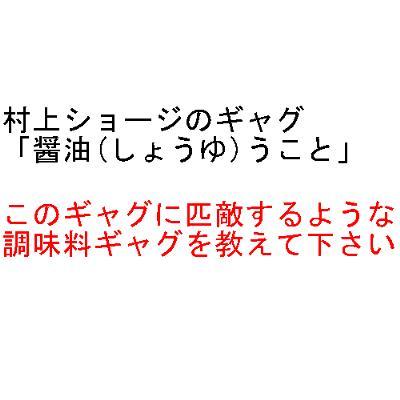 村上ショージのギャグ
「醤油(しょうゆ)うこと」
このギャグに匹敵するような
調味料ギャグを教えて下さい